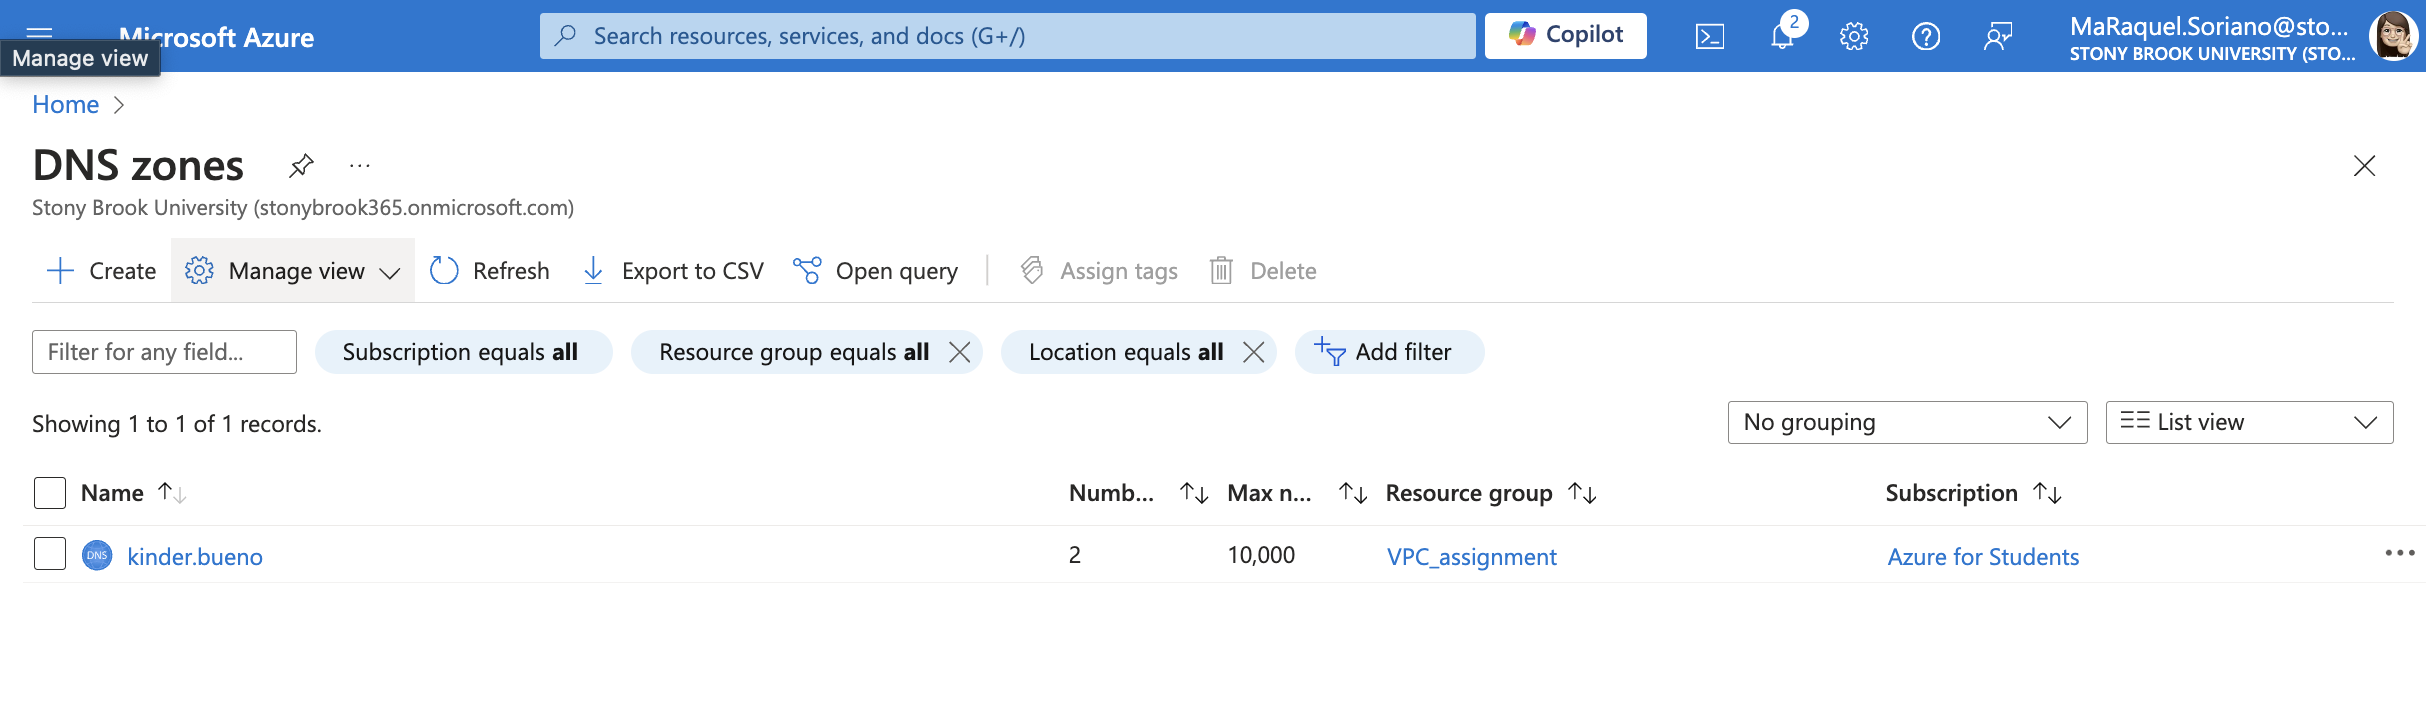 Microsoft Azure
Manage view
Search resources, services, and docs (G+/)
Copilot
2
MaRaquel.Soriano@sto...
STONY BROOK UNIVERSITY (STO...
Home
DNS zones
Stony Brook University (stonybrook365.onmicrosoft.com)
Create Manage view Refresh Export to CSV Open query Assign tags Delete
Filter for any field... Subscription equals all Resource group equals all Location equals all Add filter
Showing 1 to 1 of 1 records. No grouping List view
Name Numb... Max n... Resource group Subscription
DNS kinder.bueno 2 10,000 VPC_assignment Azure for Students